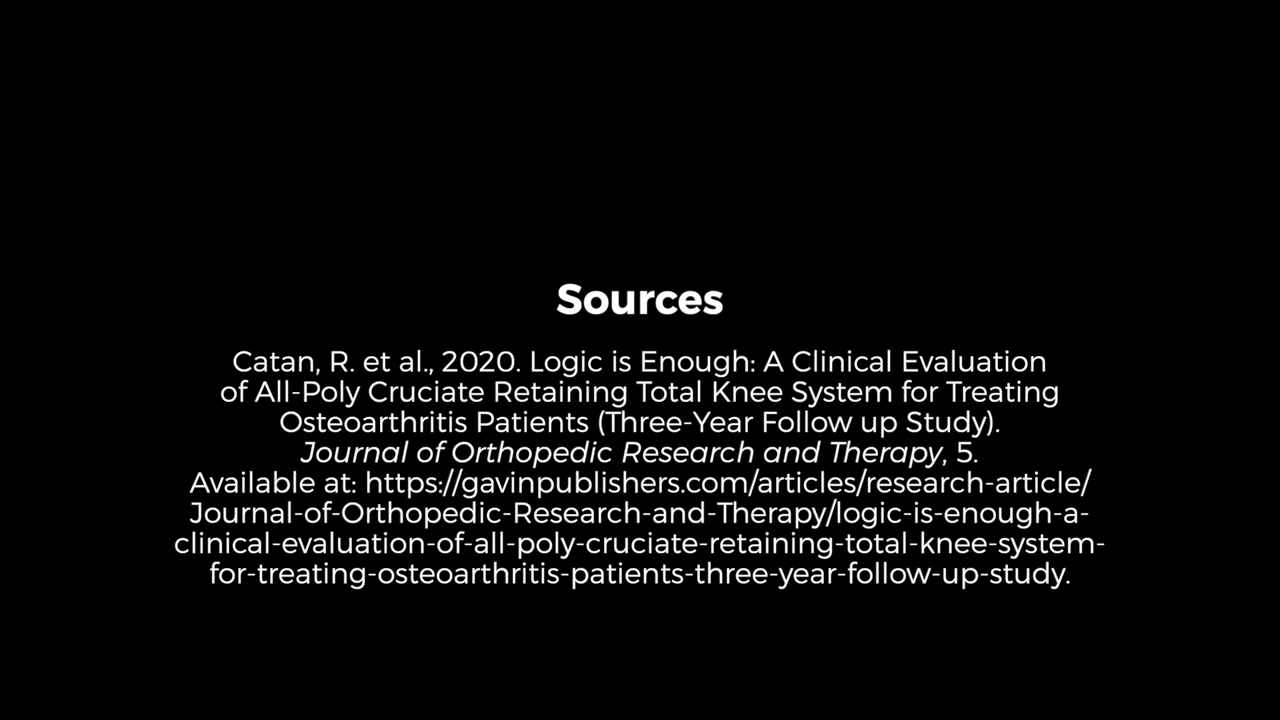 Sources
Catan, R. et al., 2020. Logic is Enough: A Clinical Evaluation
of All-Poly Cruciate Retaining Total Knee System for Treating
Osteoarthritis Patients (Three-Year Follow up Study).
Journal of Orthopedic Research and Therapy, 5.
Available at: https://gavinpublishers.com/articles/research-article/
Journal-of-Orthopedic-Research-and-Therapy/logic-is-enough-a-
clinical-evaluation-of-all-poly-cruciate-retaining-total-knee-system-
for-treating-osteoarthritis-patients-three-year-follow-up-study.